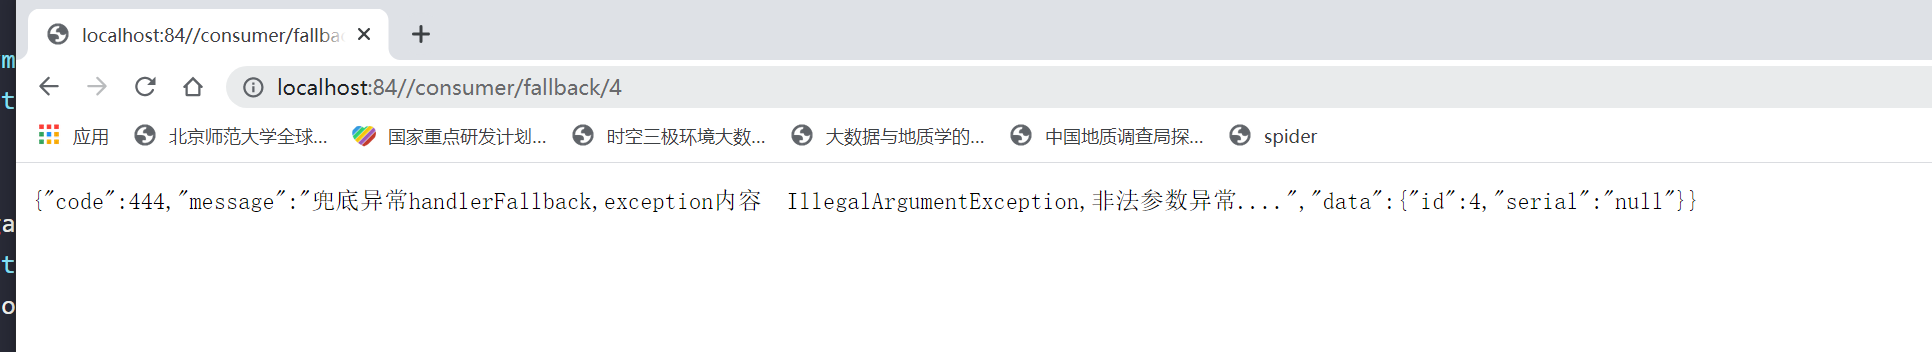 localhost:84//consumer/fallba
m
t
localhost:84//consumer/fallback/4
应用 北京师范大学全球... 国家重点研发计划... 时空三极环境大数... 大数据与地质学的... 中国地质调查局探... spider
{"code":444,"message":"兜底异常handlerFallback,exception内容  IllegalArgumentException,非法参数异常....","data":{"id":4,"serial":"null"}}
ga
t
o